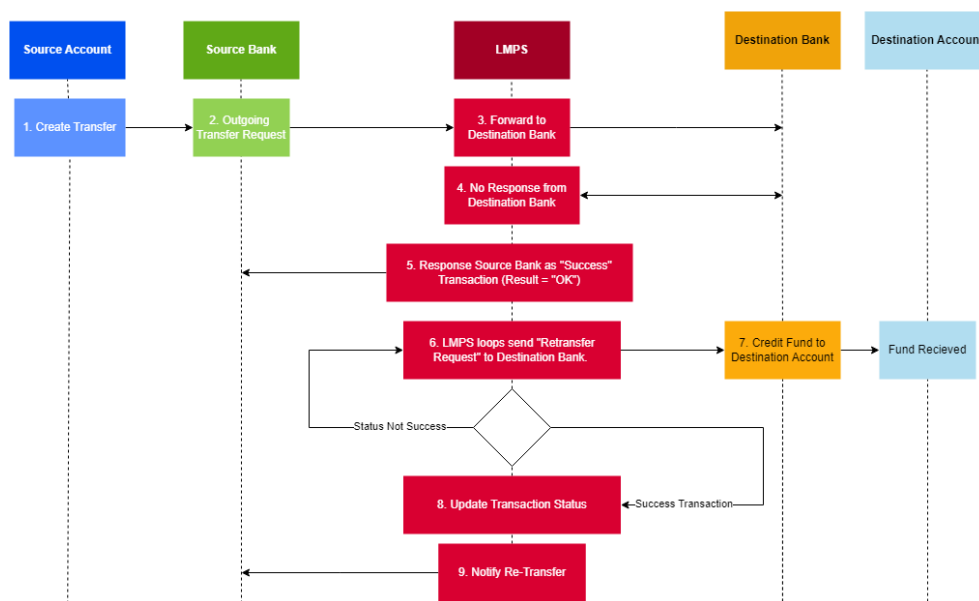 Source Account
Source Bank
LMPS
Destination Bank
Destination Account
1. Create Transfer
2. Outgoing
Transfer Request
3. Forward to
Destination Bank
4. No Response from
Destination Bank
5. Response Source Bank as "Success"
Transaction (Result = "OK")
6. LMPS loops send "Retransfer
Request" to Destination Bank.
7. Credit Fund to
Destination Account
Fund Recieved
Status Not Success
8. Update Transaction Status
Success Transaction
9. Notify Re-Transfer